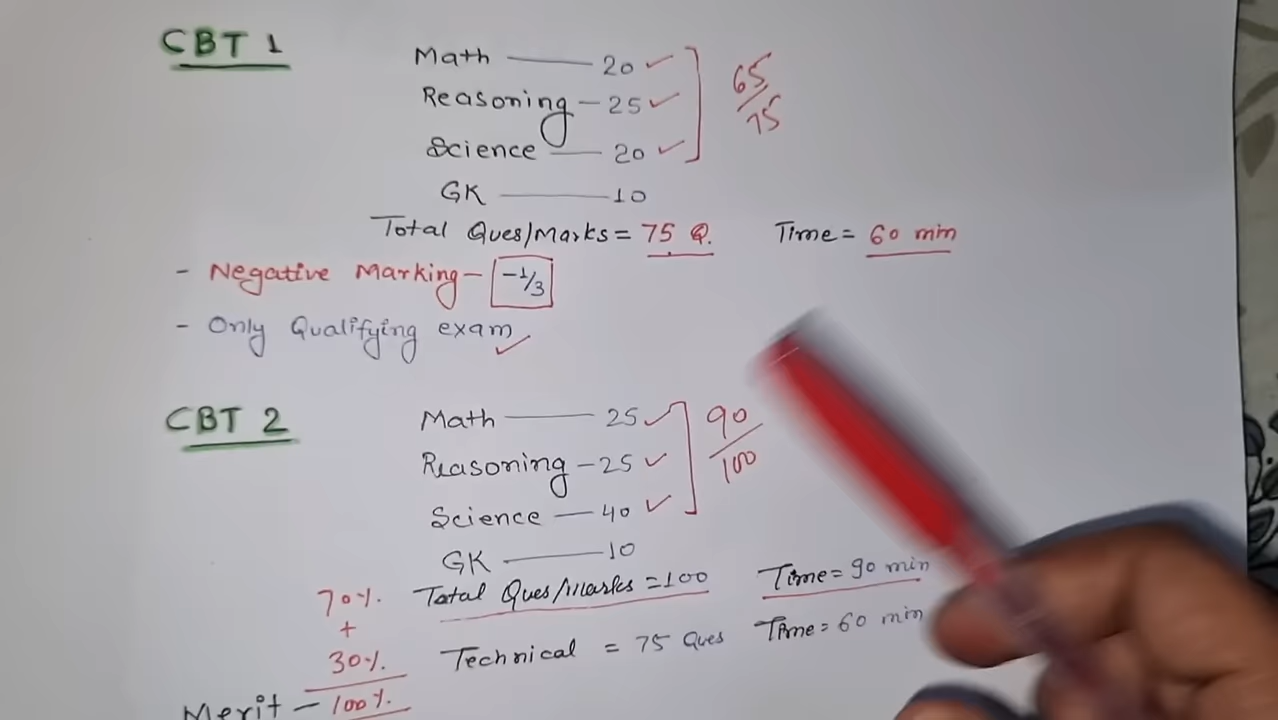 CBT 1
Math —— 20 ✓
Reasoning – 25 ✓
Science — 20 ✓
65/75
GK —— 10
Total Ques/Marks = 75 Q. Time = 60 min
- Negative Marking – -1/3
- Only Qualifying exam ✓
CBT 2
Math —— 25 ✓
Reasoning – 25 ✓
Science — 40 ✓
90/100
GK —— 10
70%. Total Ques/Marks = 100 Time = 90 min
+
30%. Technical = 75 Ques Time = 60 min
Merit – 100%.